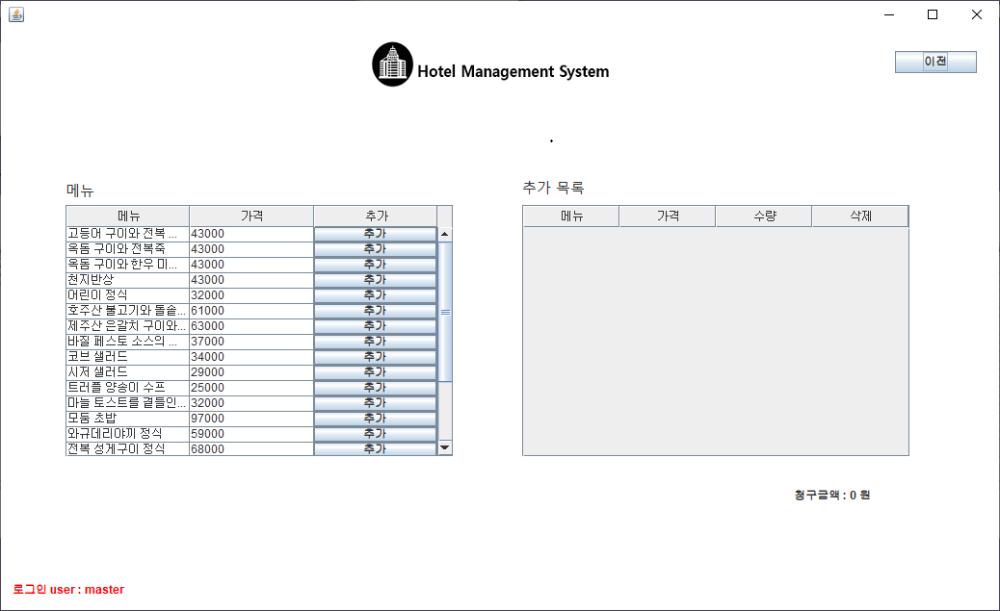 Hotel Management System
이전
메뉴
메뉴 가격 추가
고등어 구이와 전복 ... 43000 추가
옥돔 구이와 전복죽 43000 추가
옥돔 구이와 한우 미... 43000 추가
천지반상 43000 추가
어린이 정식 32000 추가
호주산 불고기와 돌솥... 61000 추가
제주산 은갈치 구이와... 63000 추가
바질 페스토 소스의 ... 37000 추가
코브 샐러드 34000 추가
시저 샐러드 29000 추가
트러플 양송이 수프 25000 추가
마늘 토스트를 곁들인... 32000 추가
모둠 초밥 97000 추가
와규데리야끼 정식 59000 추가
전복 성게구이 정식 68000 추가
추가 목록
메뉴 가격 수량 삭제
청구금액 : 0 원
로그인 user : master